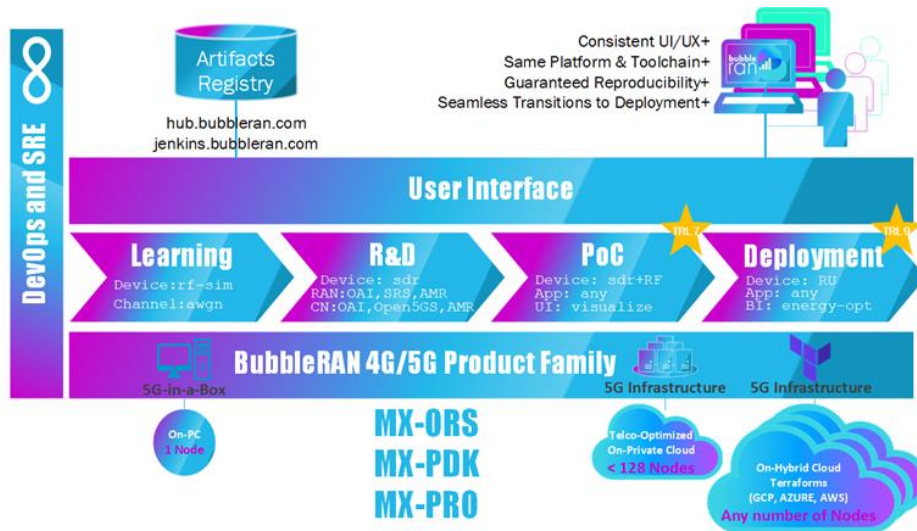 DevOps and SRE
Artifacts
Registry
hub.bubbleran.com
jenkins.bubbleran.com
Consistent UI/UX+
Same Platform & Toolchain+
Guaranteed Reproducibility+
Seamless Transitions to Deployment+
bubble
ran
User Interface
TRL 7
TRL 9
Learning
Device:rf-sim
Channel:awgn
R&D
Device: sdr
RAN:OAI,SRS,AMR
CN:OAI,Open5GS,AMR
PoC
Device: sdr+RF
App: any
UI: visualize
Deployment
Device: RU
App: any
BI: energy-opt
BubbleRAN 4G/5G Product Family
5G-in-a-Box
5G Infrastructure
5G Infrastructure
On-PC
1 Node
MX-ORS
MX-PDK
MX-PRO
Telco-Optimized
On-Private Cloud
< 128 Nodes
On-Hybrid Cloud
Terraforms
(GCP, AZURE, AWS)
Any number of Nodes